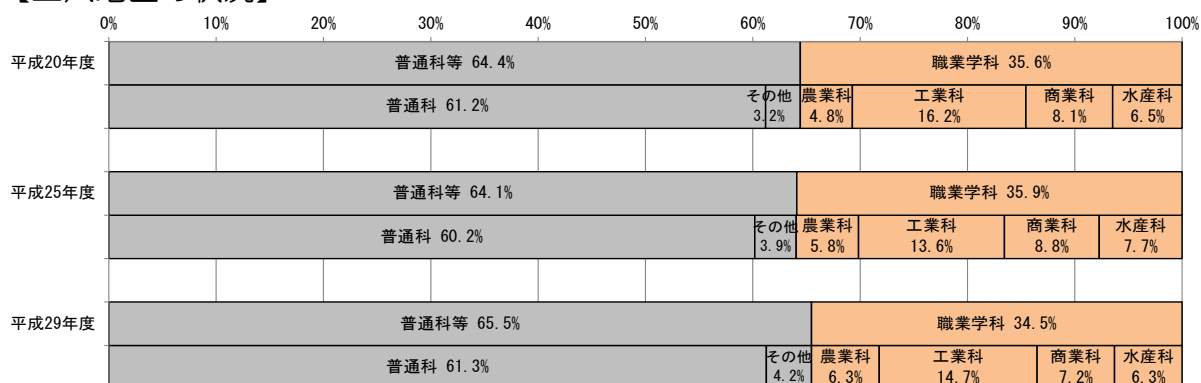 0% 10% 20% 30% 40% 50% 60% 70% 80% 90% 100%
平成20年度
普通科等 64.4% 職業学科 35.6%
普通科 61.2% その他 3.2% 農業科 4.8% 工業科 16.2% 商業科 8.1% 水産科 6.5%
平成25年度
普通科等 64.1% 職業学科 35.9%
普通科 60.2% その他 3.9% 農業科 5.8% 工業科 13.6% 商業科 8.8% 水産科 7.7%
平成29年度
普通科等 65.5% 職業学科 34.5%
普通科 61.3% その他 4.2% 農業科 6.3% 工業科 14.7% 商業科 7.2% 水産科 6.3%